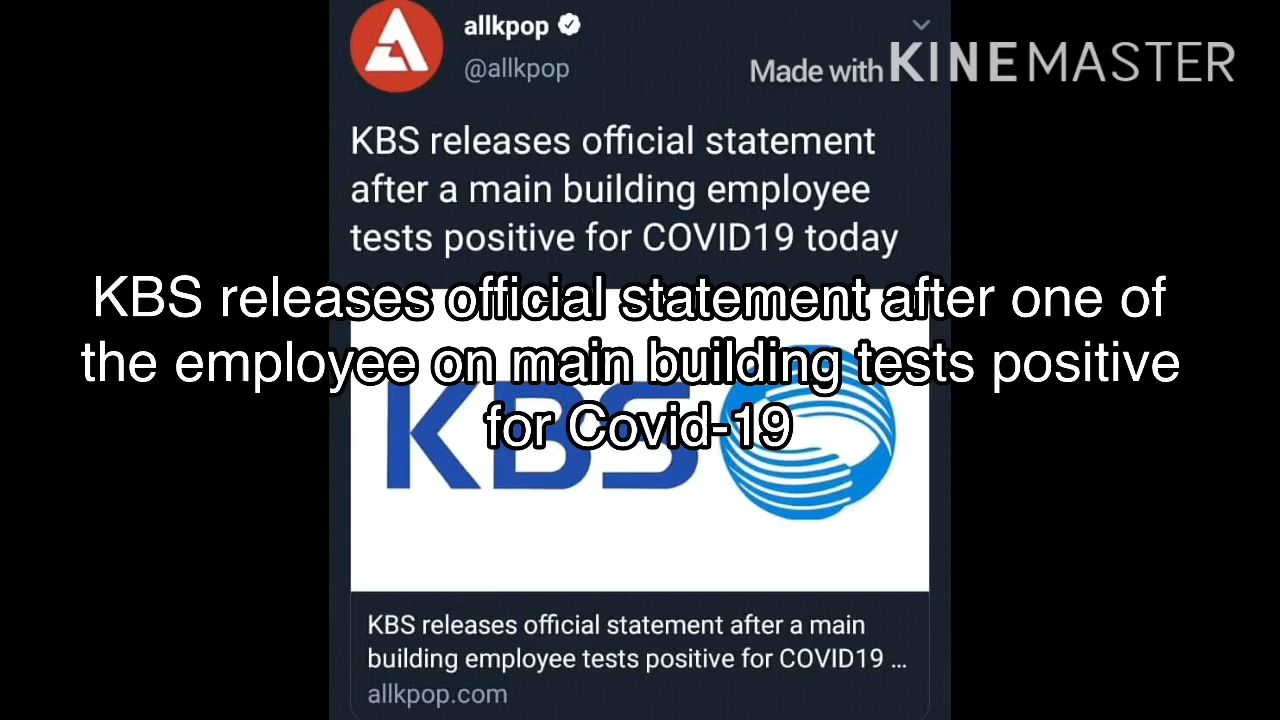 allkpop
@allkpop
Made with KINEMASTER
KBS releases official statement
after a main building employee
tests positive for COVID19 today
KBS releases official statement after one of
the employee on main building tests positive
for Covid-19
KBS
KBS releases official statement after a main
building employee tests positive for COVID19 ...
allkpop.com